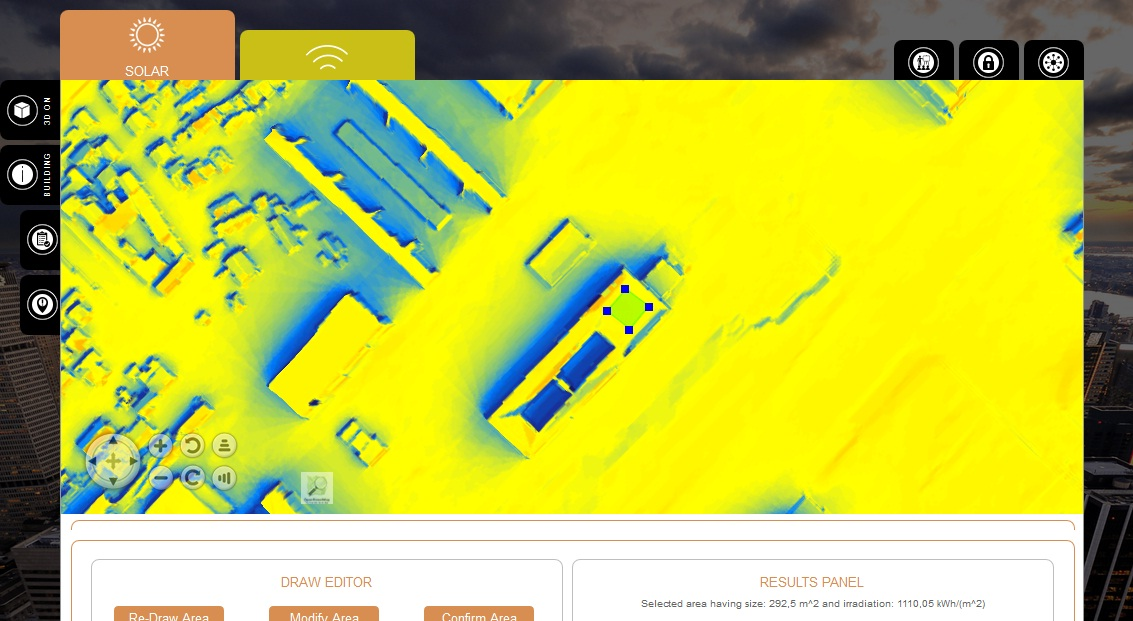 SOLAR
3D ON
BUILDING
DRAW EDITOR
Re-Draw Area
Modify Area
Confirm Area
RESULTS PANEL
Selected area having size: 292,5 m^2 and irradiation: 1110,05 kWh/(m^2)